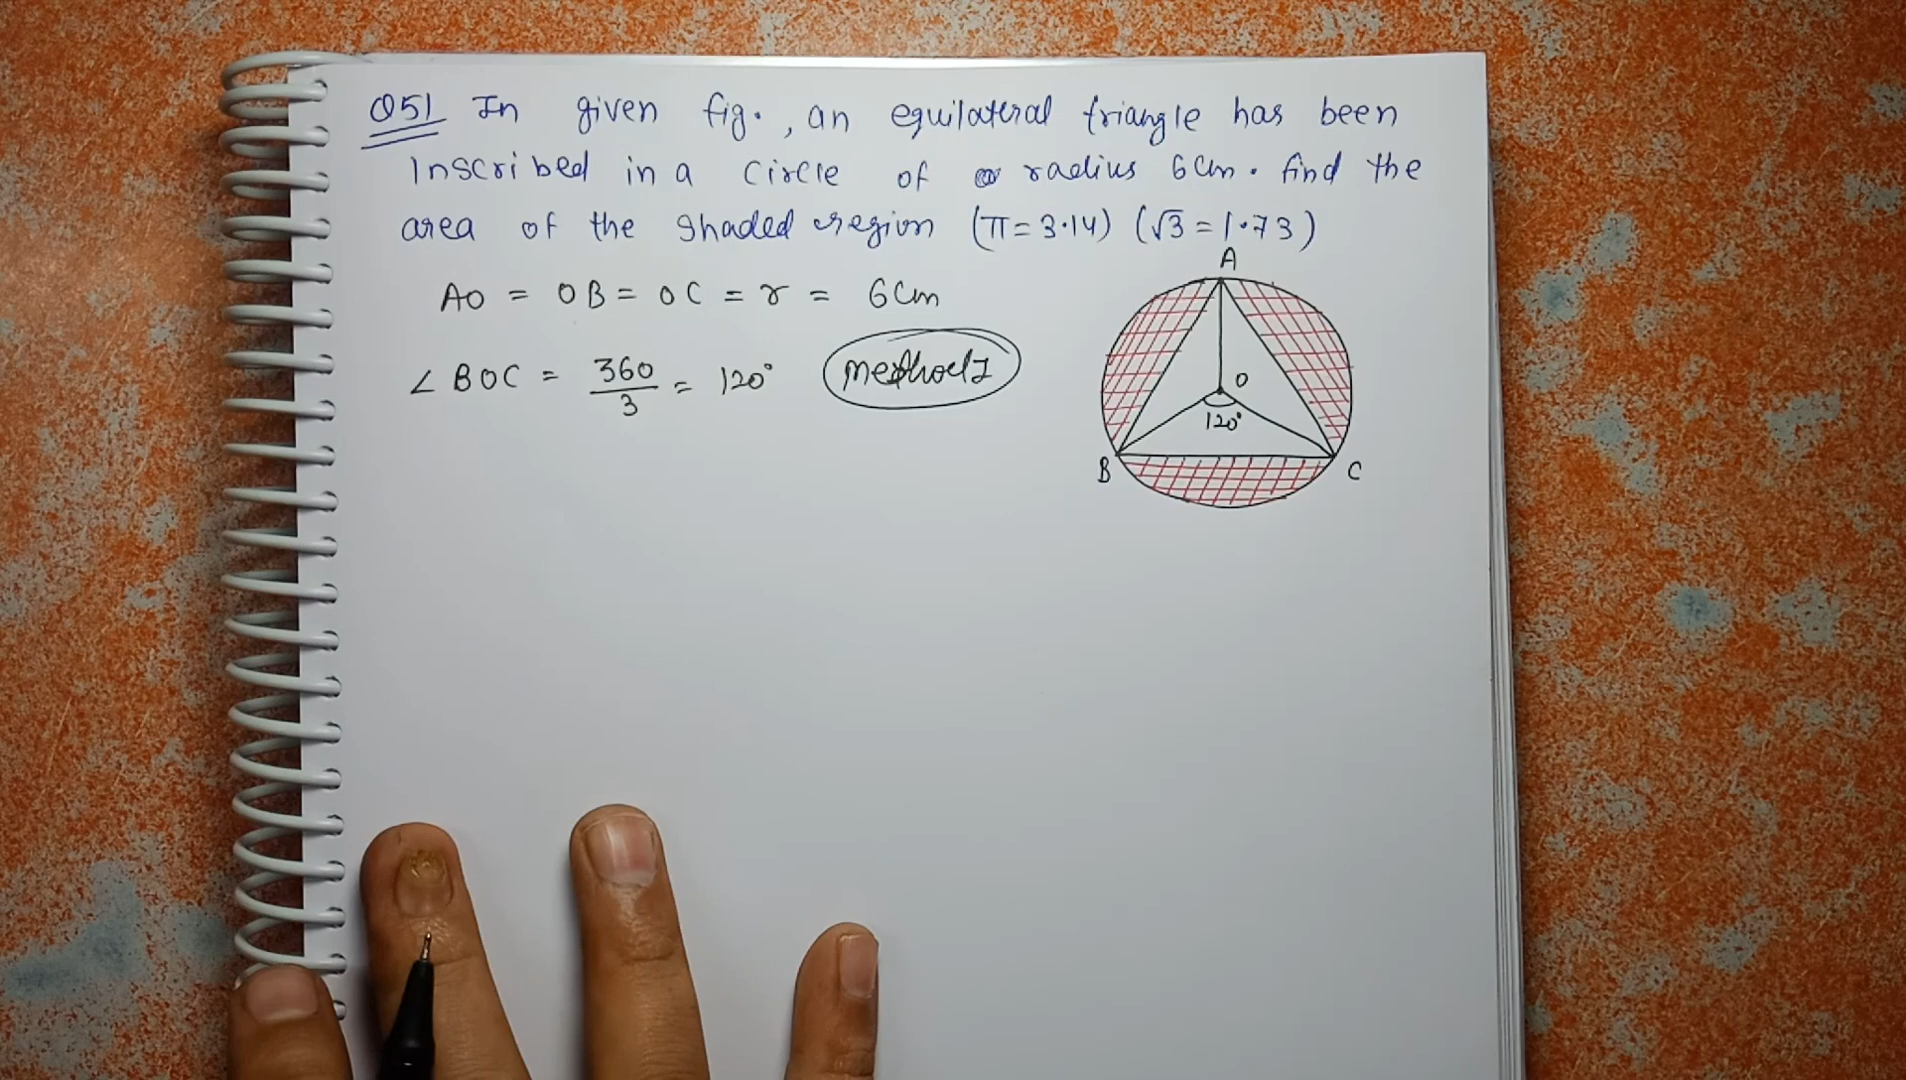 Q51 In given fig., an equilateral triangle has been
Inscribed in a Circle of radius 6cm. find the
area of the shaded region (π=3.14) (√3=1.73)
AO = OB = OC = r = 6cm
∠BOC = 360/3 = 120°
Method I
A
O
120°
B
C